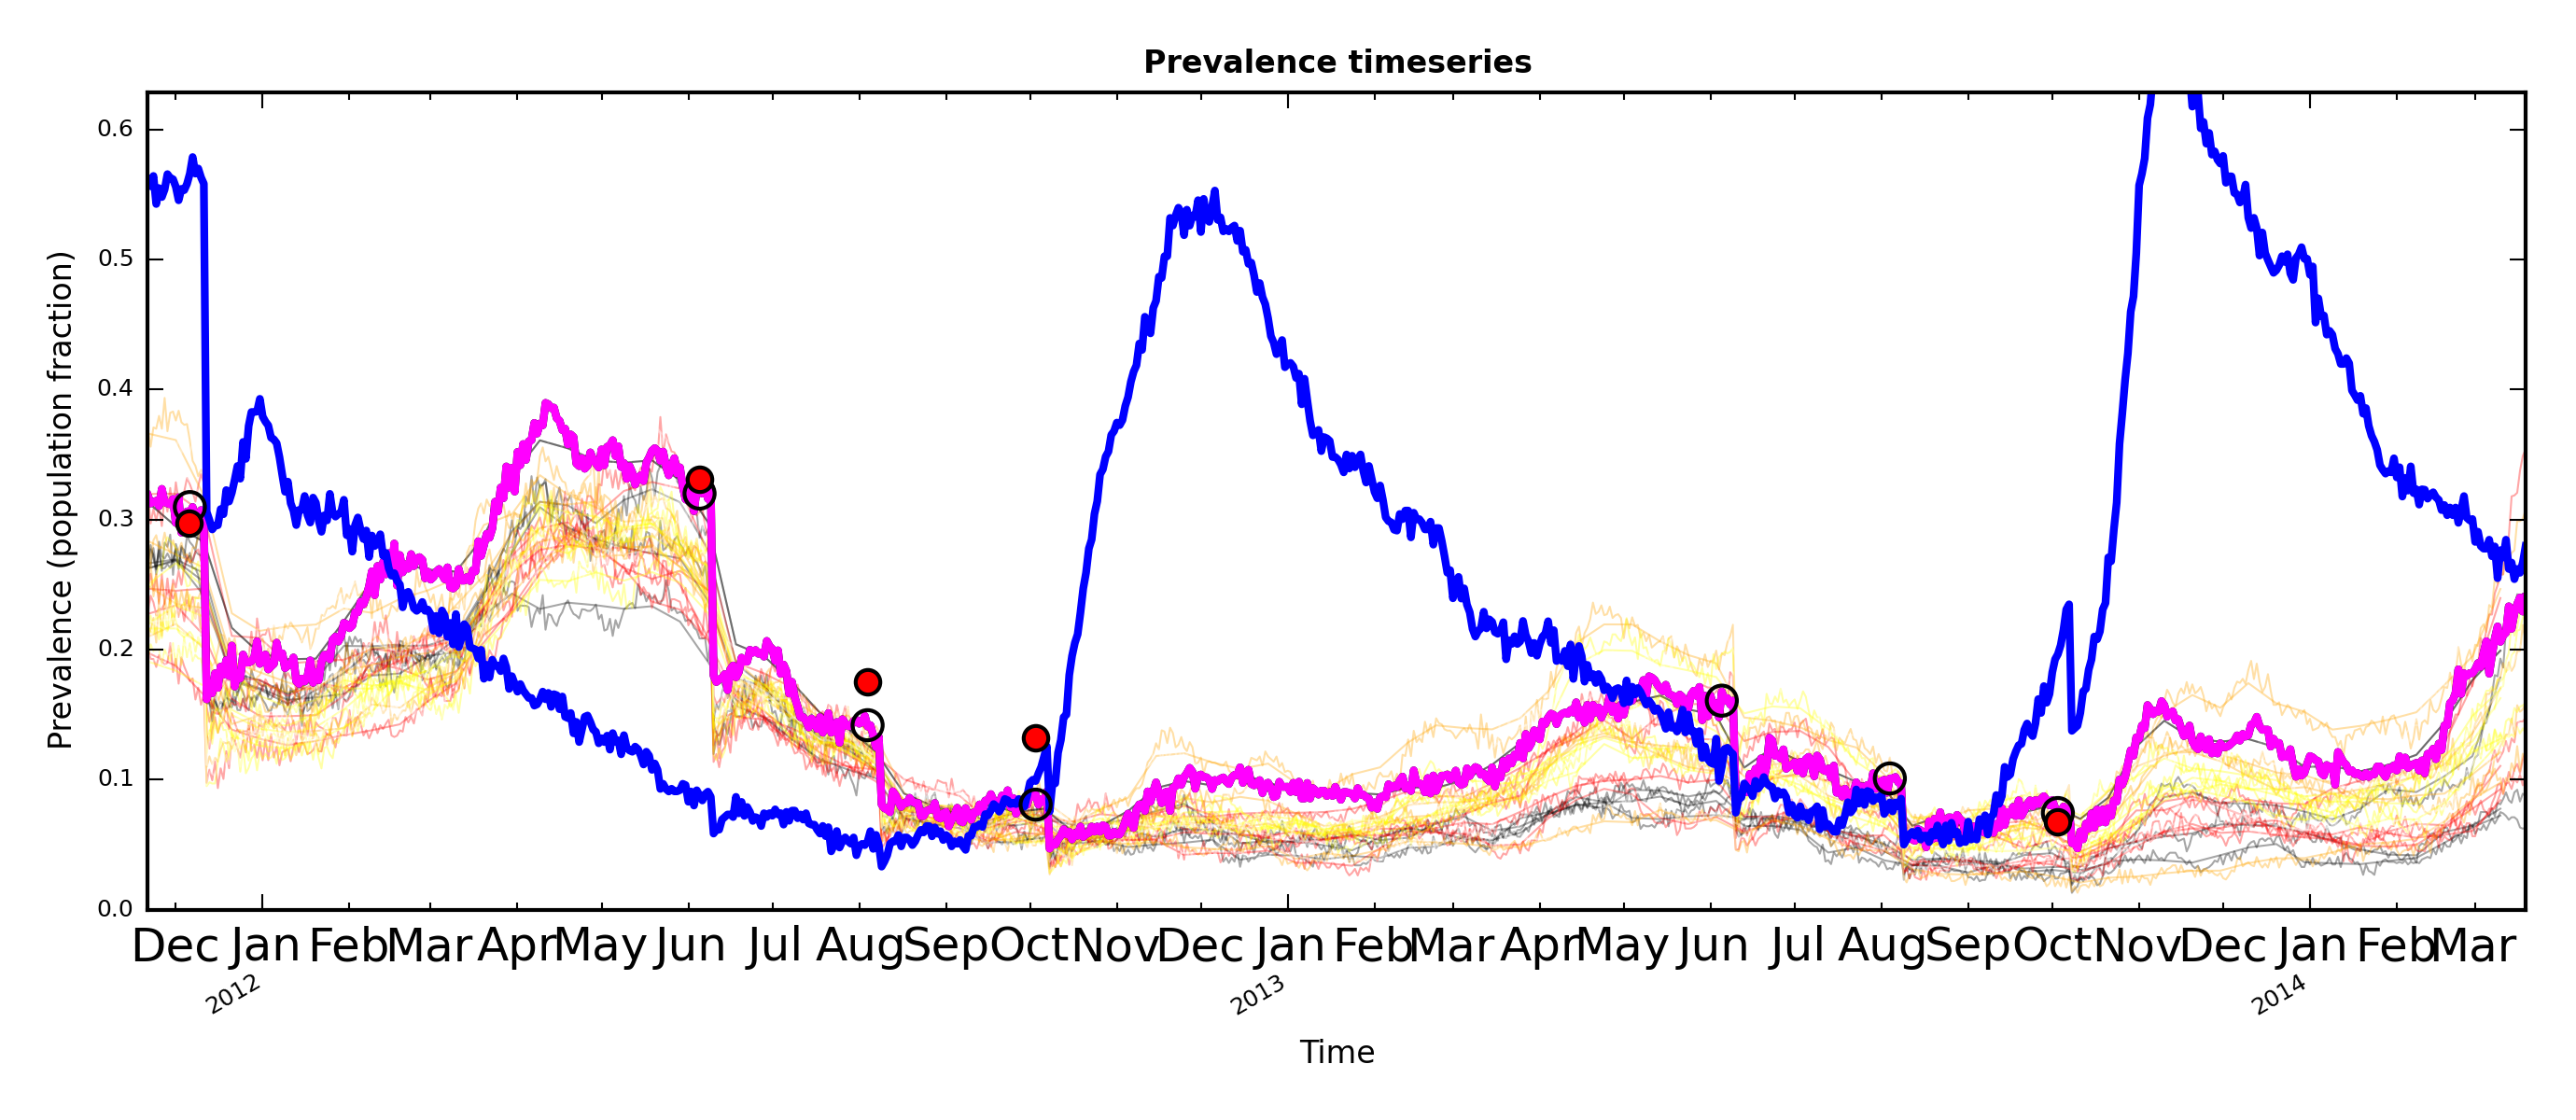 Prevalence timeseries
Prevalence (population fraction)
0.6
0.5
0.4
0.3
0.2
0.1
0.0
Dec Jan Feb Mar Apr May Jun Jul Aug Sep Oct Nov Dec Jan Feb Mar Apr May Jun Jul Aug Sep Oct Nov Dec Jan Feb Mar
2012 2013 2014
Time